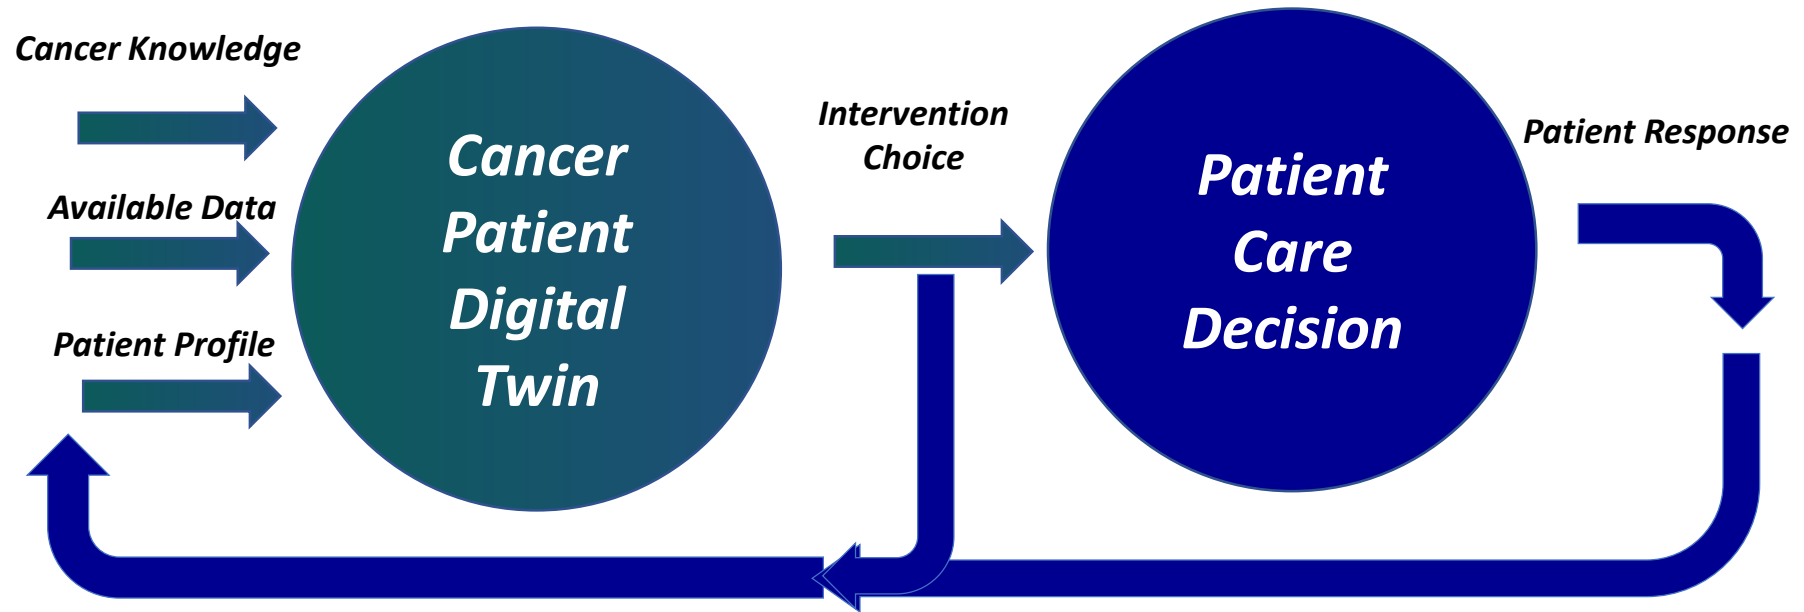 Cancer Knowledge
Available Data
Patient Profile
Cancer
Patient
Digital
Twin
Intervention
Choice
Patient
Care
Decision
Patient Response